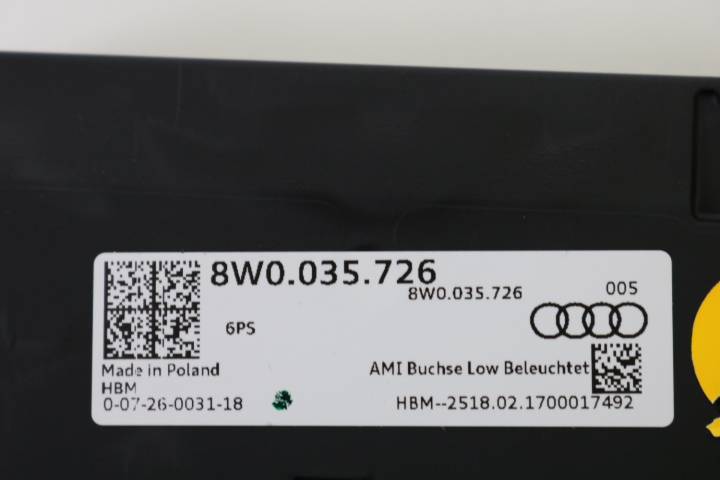 8W0.035.726
8W0.035.726
005
6PS
Made in Poland
AMI Buchse Low Beleuchtet
HBM
0-07-26-0031-18
HBM--2518.02.1700017492